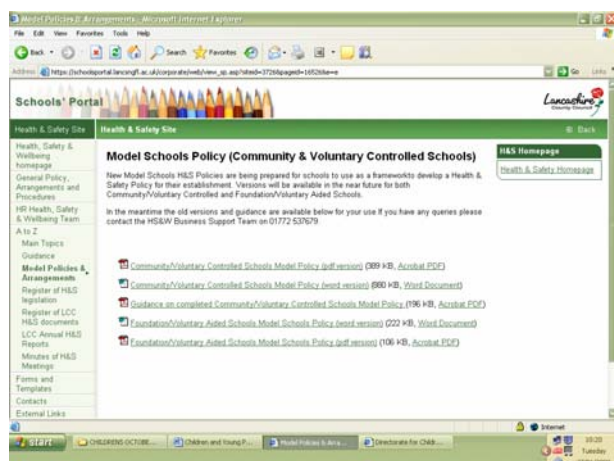 Model Policies & Arrangements - Microsoft Internet Explorer
File Edit View Favorites Tools Help
Back Search Favorites
Address Go Links
Schools' Portal
Lancashire
County Council
Health & Safety Site
Health & Safety Site
Back
Health, Safety &
Wellbeing
homepage
General Policy,
Arrangements and
Procedures
HR Health, Safety
& Wellbeing Team
A to Z
Main Topics
Guidance
Model Policies &
Arrangements
Register of H&S
legislation
Register of LCC
H&S documents
LCC Annual H&S
Reports
Minutes of H&S
Meetings
Forms and
Templates
Contacts
External Links
Model Schools Policy (Community & Voluntary Controlled Schools)
New Model Schools H&S Policies are being prepared for schools to use as a frameworkto develop a Health &
Safety Policy for their establishment. Versions will be available in the near future for both
Community/Voluntary Controlled and Foundation/Voluntary Aided Schools.
In the meantime the old versions and guidance are available below for your use If you have any queries please
contact the HS&W Business Support Team on 01772 537679
Community/Voluntary Controlled Schools Model Policy (pdf version) (389 KB, Acrobat PDF)
Community/Voluntary Controlled Schools Model Policy (word version) (880 KB, Word Document)
Guidance on completed Community/Voluntary Controlled Schools Model Policy (196 KB, Acrobat PDF)
Foundation/Voluntary Aided Schools Model Schools Policy (word version) (222 KB, Word Document)
Foundation/Voluntary Aided Schools Model Schools Policy (pdf version) (106 KB, Acrobat PDF)
H&S Homepage
Health & Safety Homepage
Internet
start
CHILDRENS OCTOBE...
Children and Young P...
Model Policies & Arra...
Directorate for Childr...
10:20
Tuesday